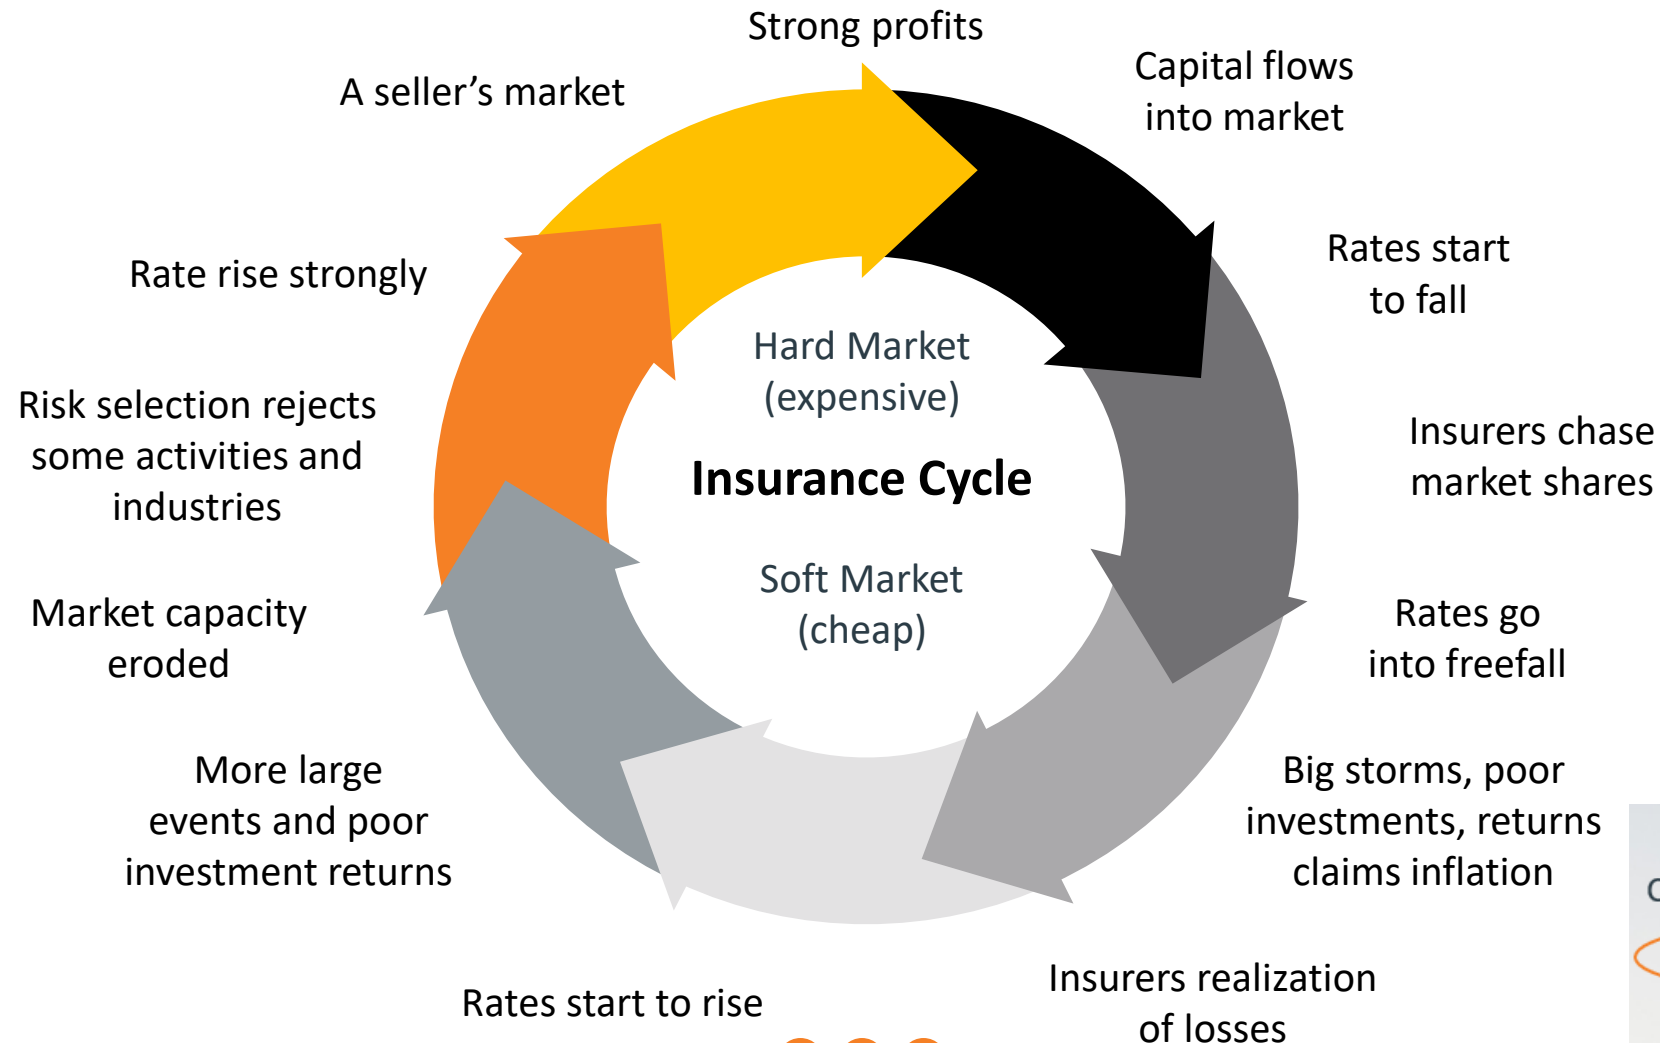 Strong profits
Capital flows
into market
Rates start
to fall
Insurers chase
market shares
Rates go
into freefall
Big storms, poor
investments, returns
claims inflation
Insurers realization
of losses
Rates start to rise
More large
events and poor
investment returns
Market capacity
eroded
Risk selection rejects
some activities and
industries
Rate rise strongly
A seller’s market
Hard Market
(expensive)
Insurance Cycle
Soft Market
(cheap)